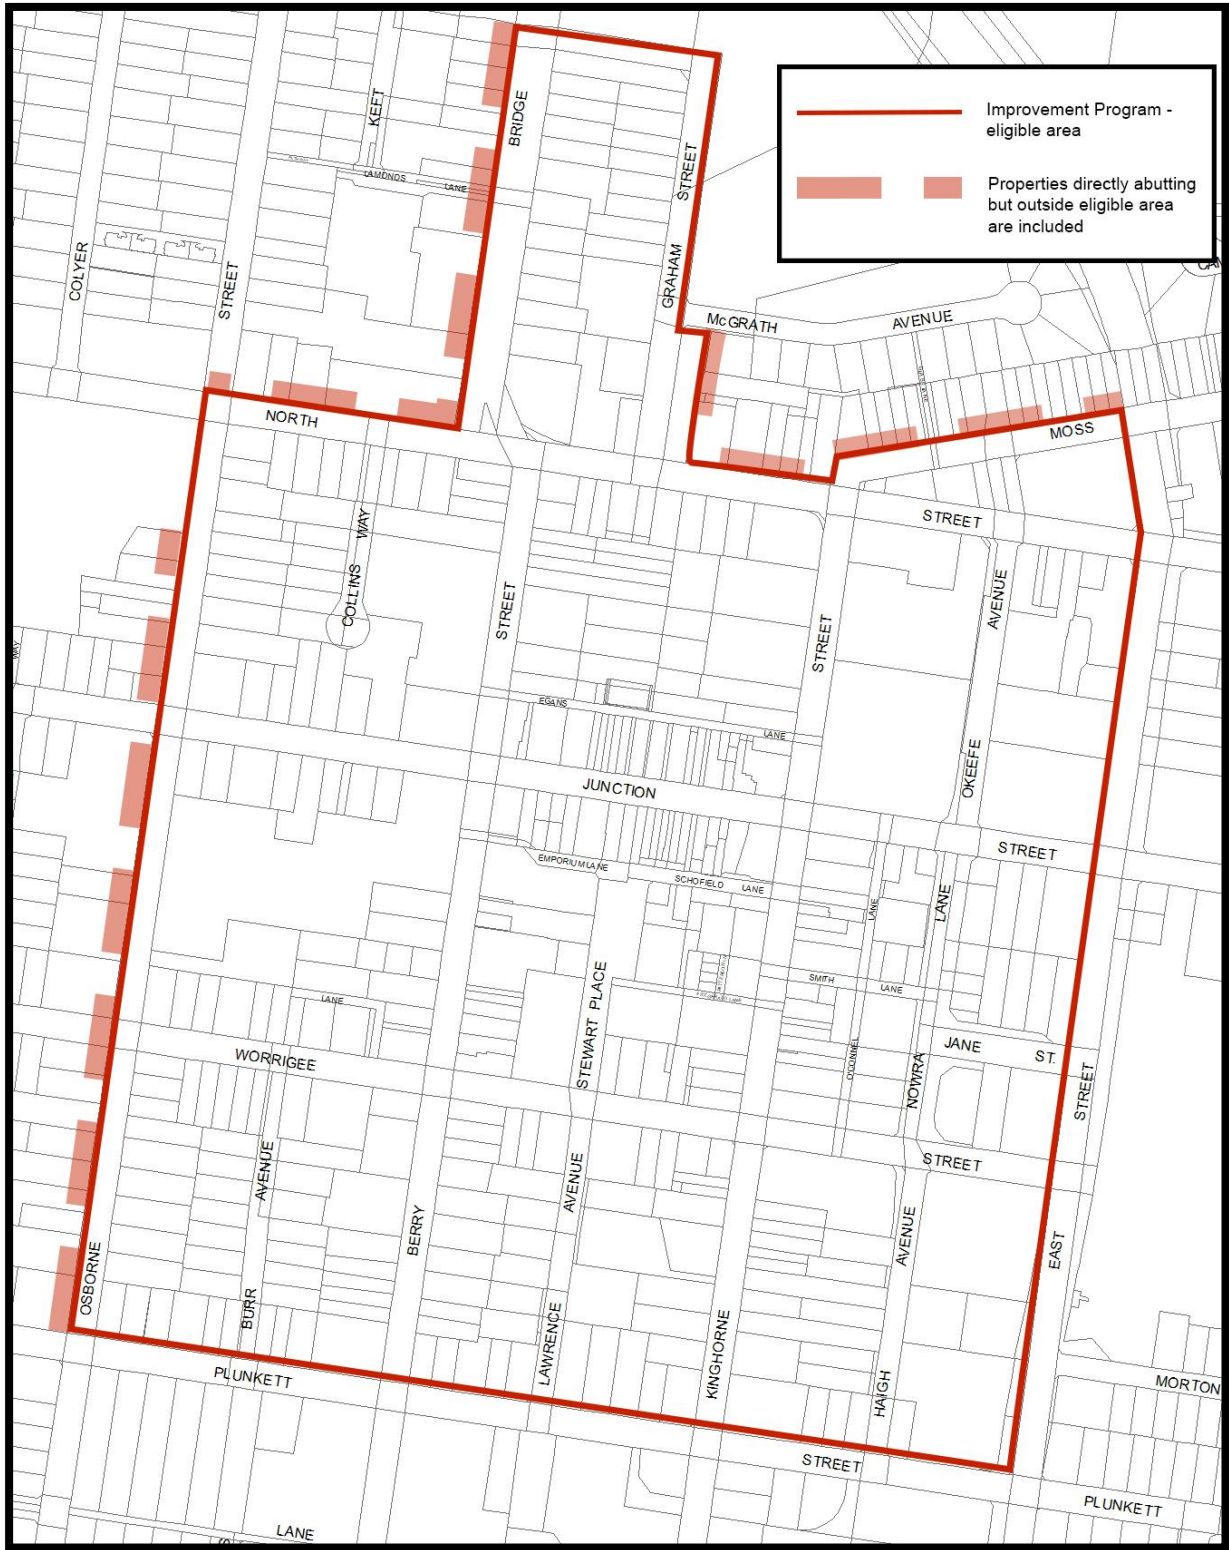 BRIDGE
KEFT
Improvement Program -
eligible area
STREET
LAMONDS
LANE
Properties directly abutting
but outside eligible area
are included
COLYER
STREET
GRAHAM
McGRATH
AVENUE
NORTH
MOSS
STREET
COLLINS
WAY
STREET
STREET
AVENUE
WAY
EGANS
LANE
OKEEFE
JUNCTION
STREET
EMPORIUM LANE
SCHOFIELD
LANE
LANE
LANE
SMITH
LANE
LANE
STEWART PLACE
WORRIGEE
JANE
ST.
O'CONNEL
NOWRA
STREET
AVENUE
AVENUE
STREET
AVENUE
BERRY
EAST
OSBORNE
BURR
LAWRENCE
KINGHORNE
HAIGH
PLUNKETT
MORTON
STREET
PLUNKETT
LANE